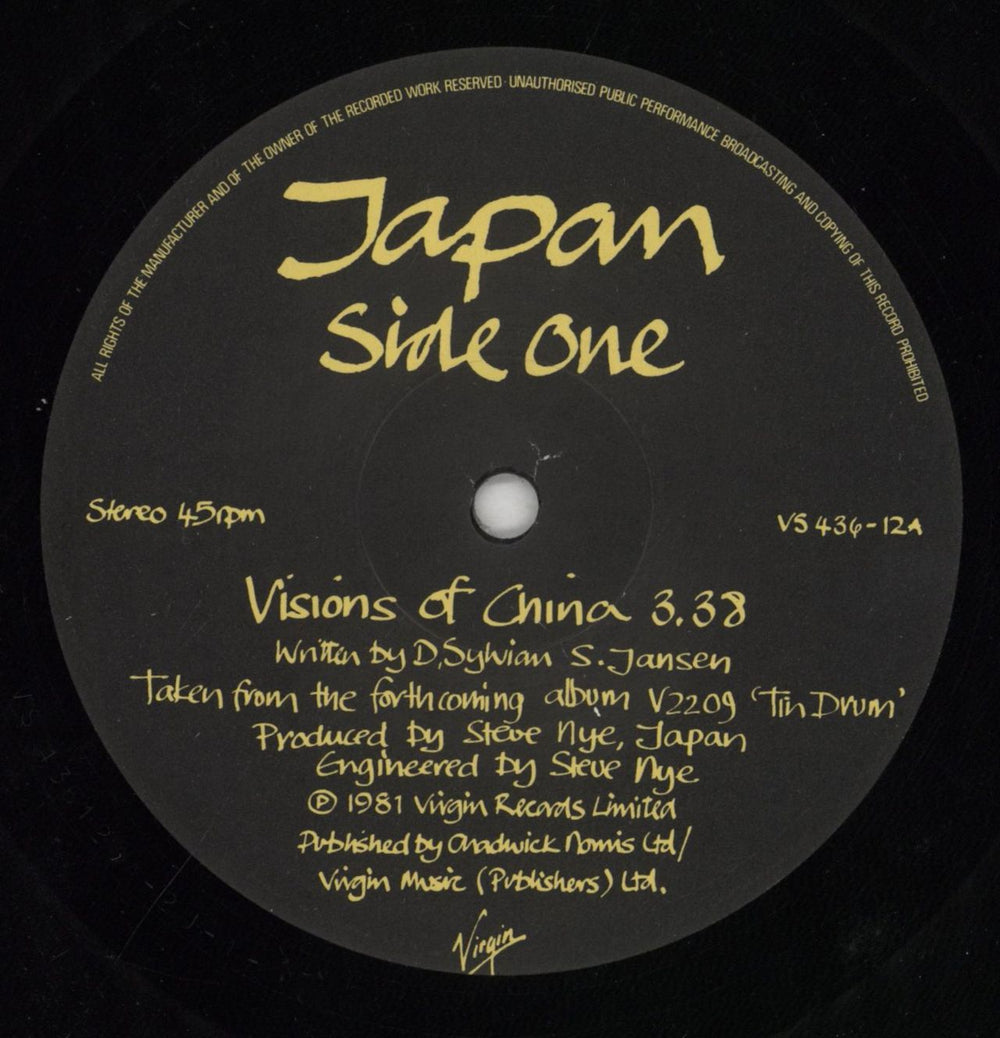 ALL RIGHTS OF THE MANUFACTURER AND OF THE OWNER OF THE RECORDED WORK RESERVED · UNAUTHORISED PUBLIC PERFORMANCE BROADCASTING AND COPYING OF THIS RECORD PROHIBITED
Japan
Side One
Stereo 45rpm
VS 436-12A
Visions of China 3.38
Written by D.Sylvian S.Jansen
Taken from the forthcoming album V2209 'Tin Drum'
Produced by Steve Nye, Japan
Engineered by Steve Nye
℗ 1981 Virgin Records Limited
Published by Chadwick Nomis Ltd/
Virgin Music (Publishers) Ltd.
Virgin